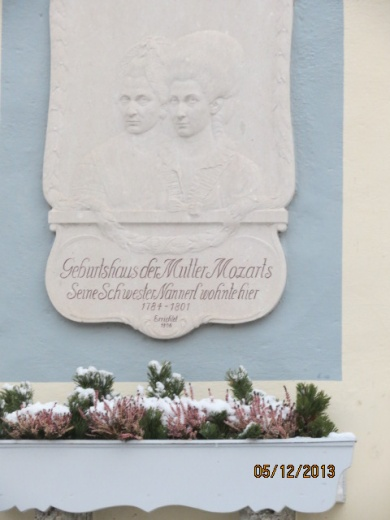 Geburtshaus der Mutter Mozarts
Seine Schwester Nannerl wohnte hier
1784-1801
05/12/2013